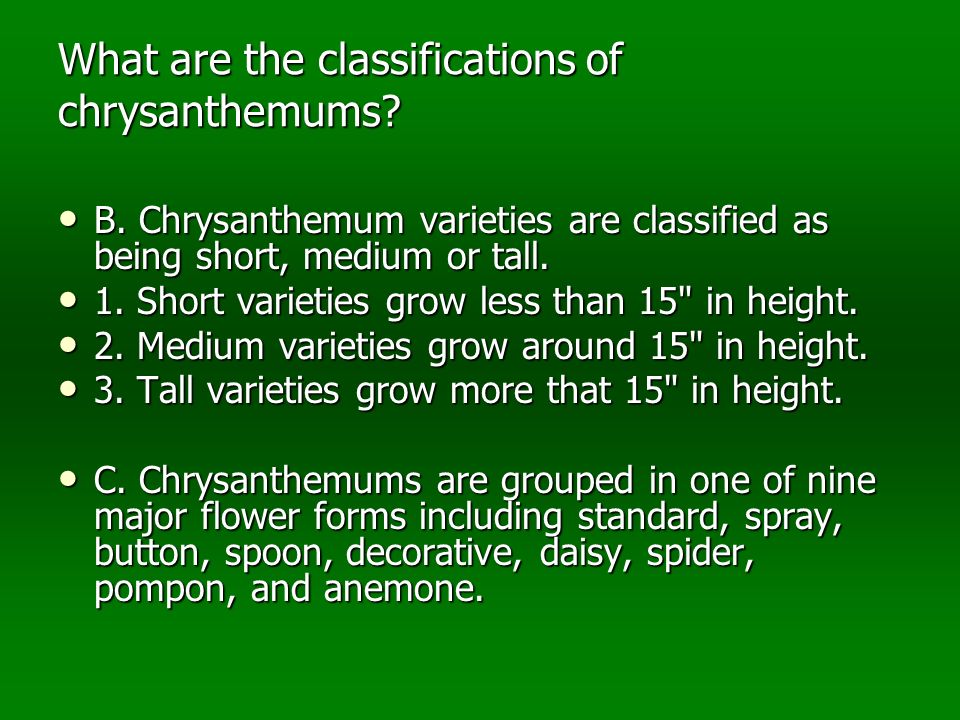 What are the classifications of
chrysanthemums?
• B. Chrysanthemum varieties are classified as
being short, medium or tall.
• 1. Short varieties grow less than 15" in height.
• 2. Medium varieties grow around 15" in height.
• 3. Tall varieties grow more that 15" in height.
• C. Chrysanthemums are grouped in one of nine
major flower forms including standard, spray,
button, spoon, decorative, daisy, spider,
pompon, and anemone.